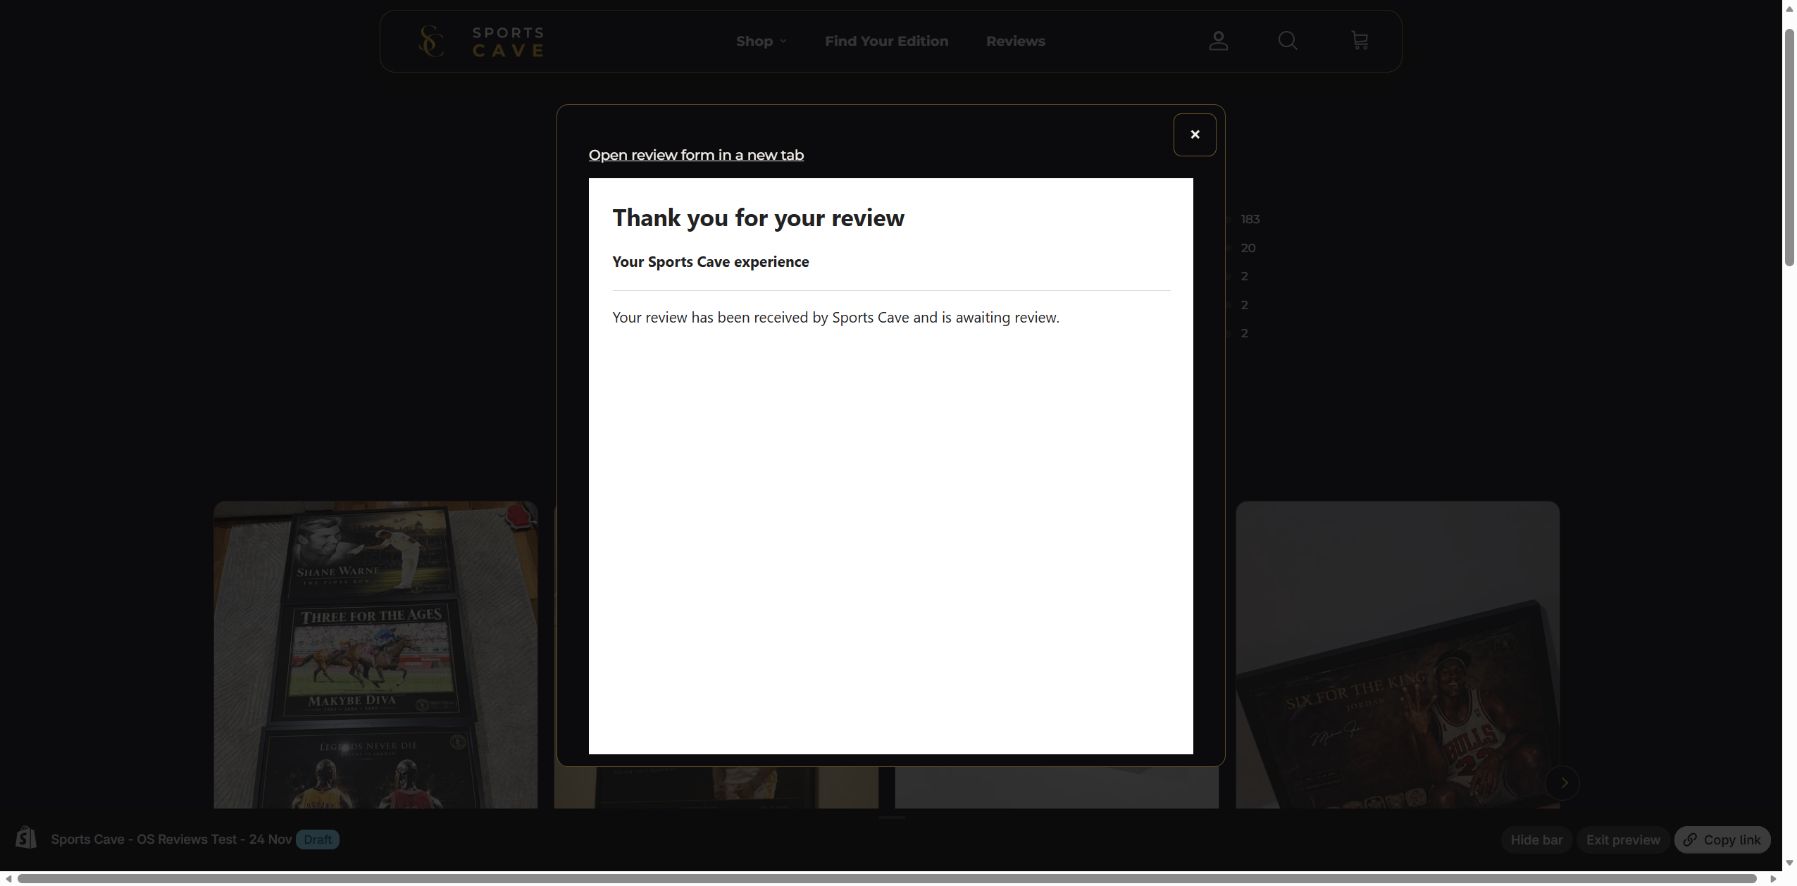 SPORTS
CAVE
Shop
Find Your Edition
Reviews
×
Open review form in a new tab
Thank you for your review
Your Sports Cave experience
Your review has been received by Sports Cave and is awaiting review.
183
20
2
2
2
SHANE WARNE
THREE FOR THE AGES
MAKYBE DIVA
LEGENDS NEVER DIE
SIX FOR THE KING
JORDAN
BULLS
Sports Cave - OS Reviews Test - 24 Nov
Draft
Hide bar
Exit preview
Copy link